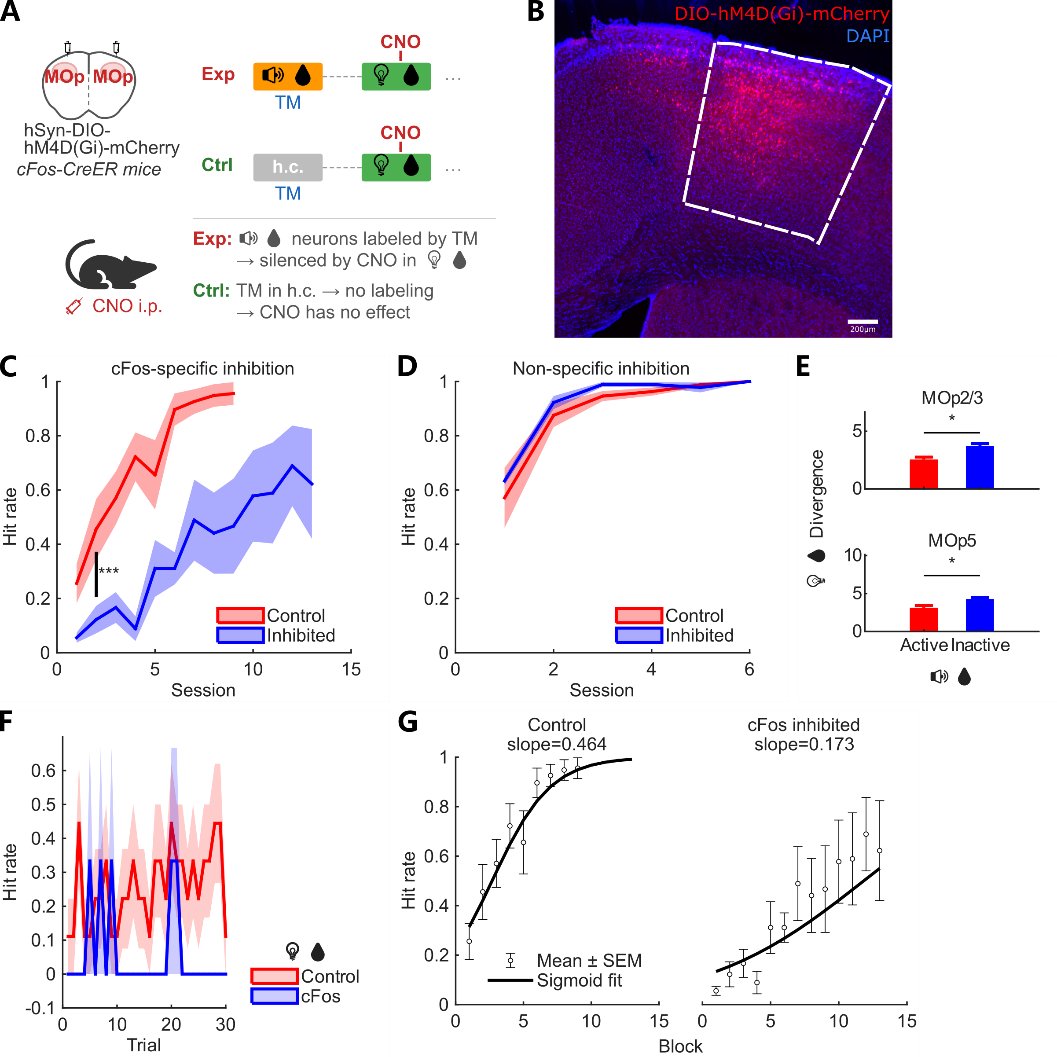 A
MOp MOp
hSyn-DIO-
hM4D(Gi)-mCherry
cFos-CreER mice
CNO
Exp
...
TM
CNO
Ctrl
h.c.
...
TM
Exp: neurons labeled by TM
→ silenced by CNO in
Ctrl: TM in h.c. → no labeling
→ CNO has no effect
CNO i.p.
B
DIO-hM4D(Gi)-mCherry
DAPI
200µm
C
cFos-specific inhibition
1
0.8
0.6
0.4
0.2
0
Hit rate
***
Control
Inhibited
0 5 10 15
Session
D
Non-specific inhibition
1
0.8
0.6
0.4
0.2
0
Hit rate
Control
Inhibited
0 2 4 6
Session
E
MOp2/3
*
5
0
Divergence
MOp5
*
10
5
0
Active Inactive
F
0.6
0.5
0.4
0.3
0.2
0.1
0
-0.1
Hit rate
0 10 20 30
Trial
Control
cFos
G
Control
slope=0.464
cFos inhibited
slope=0.173
1
0.8
0.6
0.4
0.2
0
Hit rate
Mean ± SEM
Sigmoid fit
0 5 10 15
0 5 10 15
Block